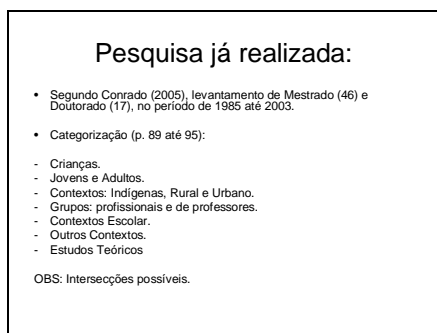 Pesquisa já realizada:
• Segundo Conrado (2005), levantamento de Mestrado (46) e
Doutorado (17), no período de 1985 até 2003.
• Categorização (p. 89 até 95):
- Crianças.
- Jovens e Adultos.
- Contextos: Indígenas, Rural e Urbano.
- Grupos: profissionais e de professores.
- Contextos Escolar.
- Outros Contextos.
- Estudos Teóricos
OBS: Intersecções possíveis.